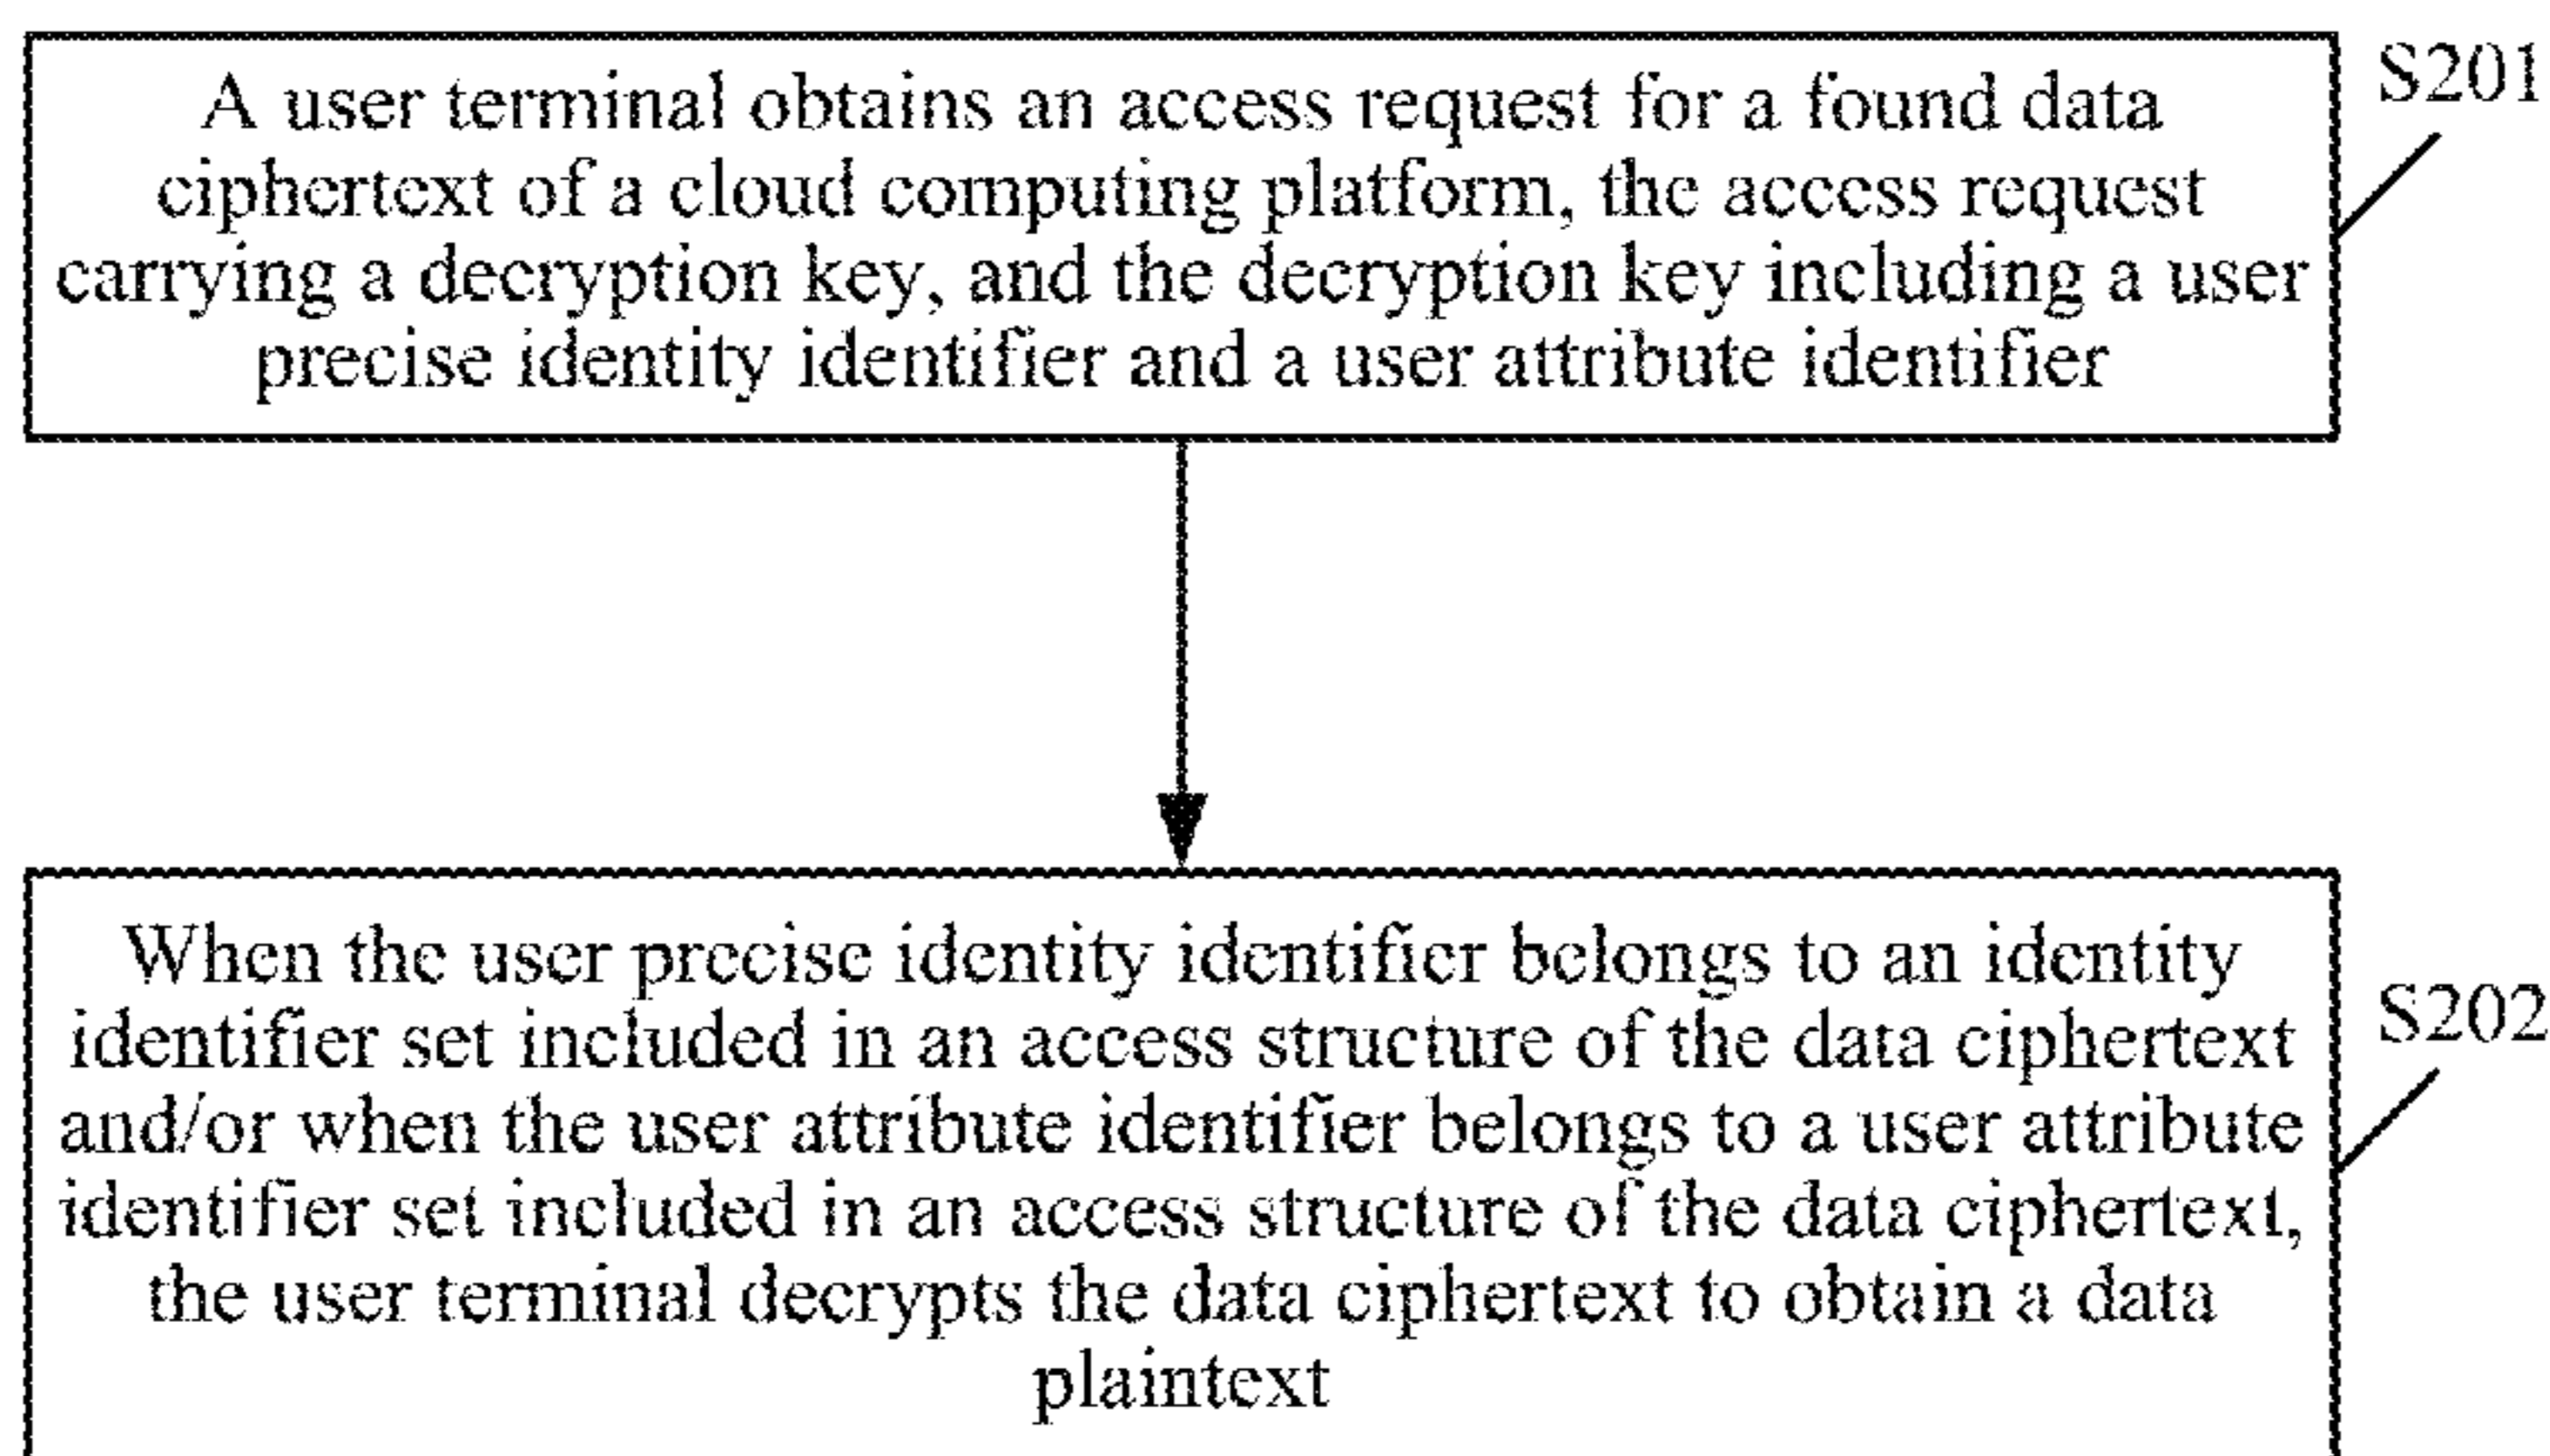 A user terminal obtains an access request for a found data
ciphertext of a cloud computing platform, the access request
carrying a decryption key, and the decryption key including a user
precise identity identifier and a user attribute identifier
S201
When the user precise identity identifier belongs to an identity
identifier set included in an access structure of the data ciphertext
and/or when the user attribute identifier belongs to a user attribute
identifier set included in an access structure of the data ciphertext,
the user terminal decrypts the data ciphertext to obtain a data
plaintext
S202